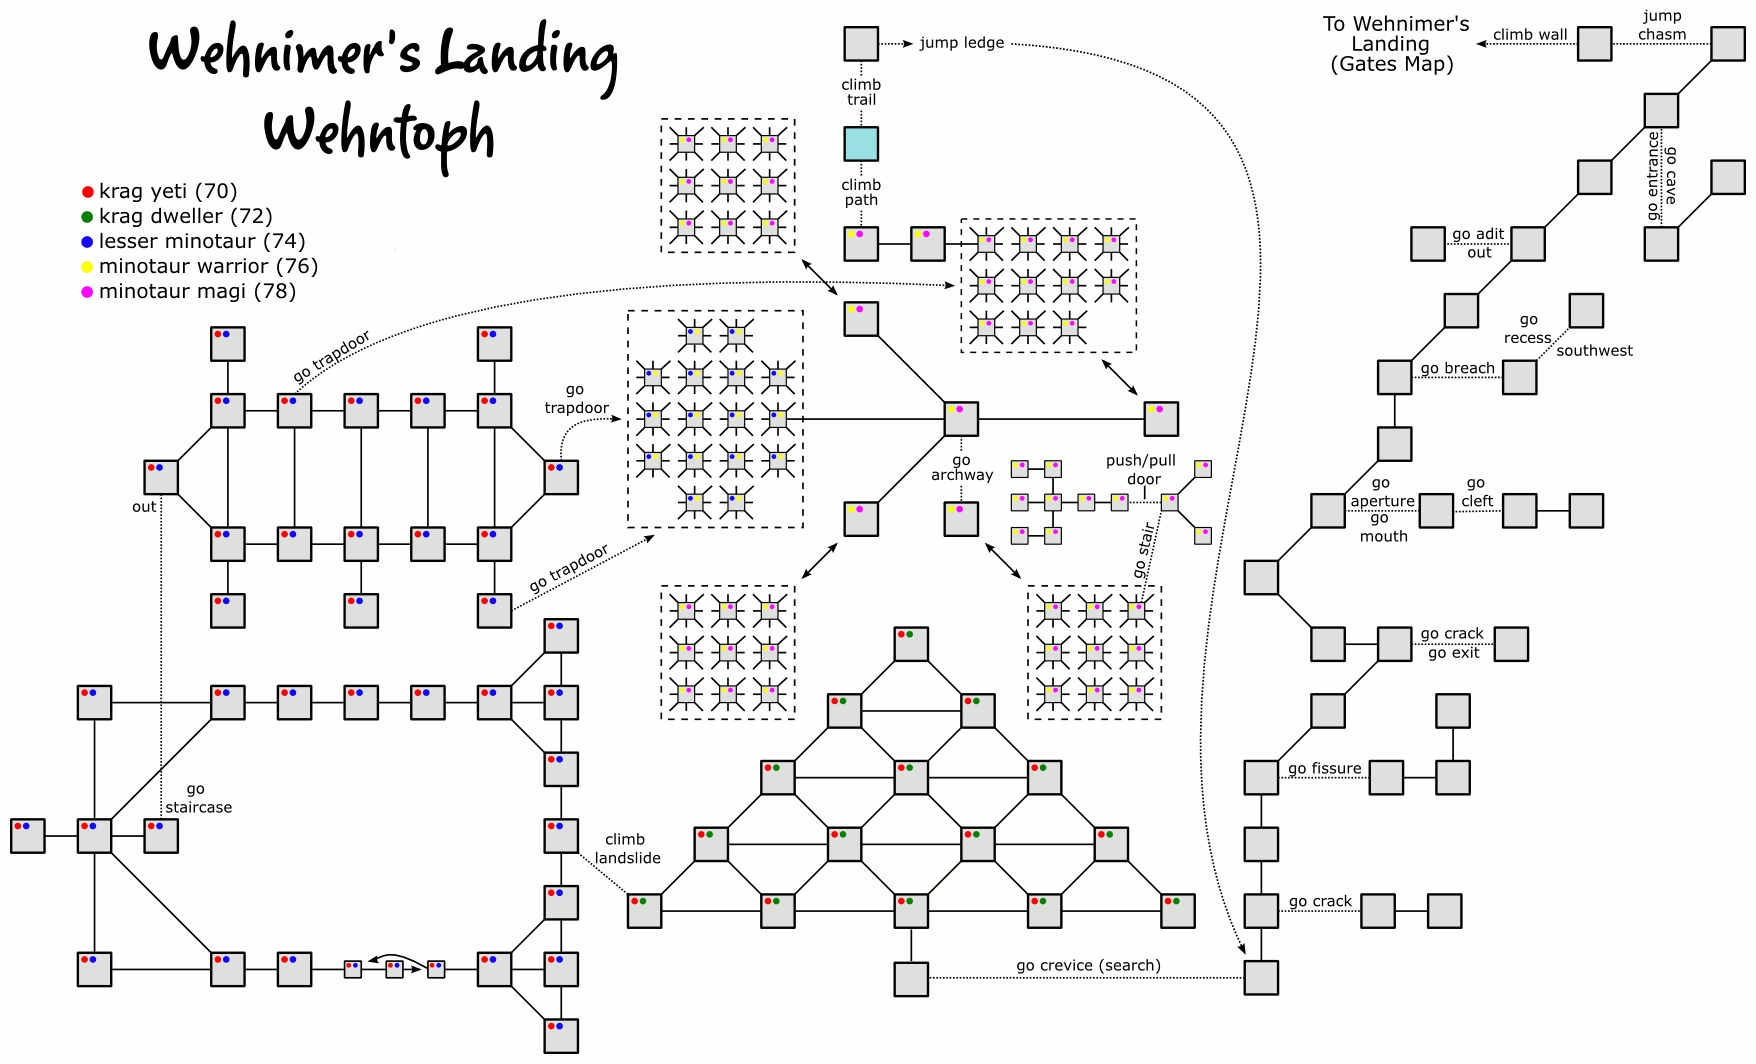 Wehnimer's Landing
Wehntoph
krag yeti (70)
krag dweller (72)
lesser minotaur (74)
minotaur warrior (76)
minotaur magi (78)
jump ledge
climb
trail
climb
path
To Wehnimer's
Landing
(Gates Map)
climb wall
jump
chasm
go entrance
go cave
go adit
out
go
recess
southwest
go breach
go
aperture
go
mouth
go
cleft
go crack
go exit
go fissure
go crack
go crevice (search)
go trapdoor
go
trapdoor
go trapdoor
out
go
staircase
climb
landslide
go
archway
push/pull
door
go stair